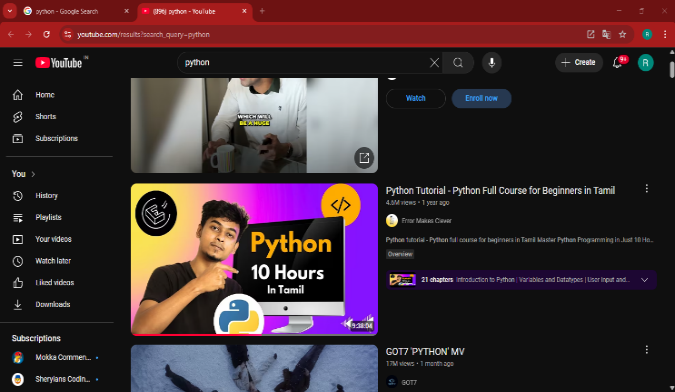 python - Google Search
(896) python - YouTube
youtube.com/results?search_query=python
R
YouTube IN
python
Create
9+
R
Home
Shorts
Subscriptions
You
History
Playlists
Your videos
Watch later
Liked videos
Downloads
Subscriptions
Mokka Commen...
Sheryians Codin...
WHICH WILL
BE A HUGE
Watch
Enroll now
Python
10 Hours
In Tamil
9:38:04
Python Tutorial - Python Full Course for Beginners in Tamil
4.6M views • 1 year ago
Error Makes Clever
Python tutorial - Python full course for beginners in Tamil Master Python Programming in Just 10 Ho...
Overview
21 chapters Introduction to Python | Variables and Datatypes | User Input and...
GOT7 'PYTHON' MV
17M views • 1 month ago
GOT7